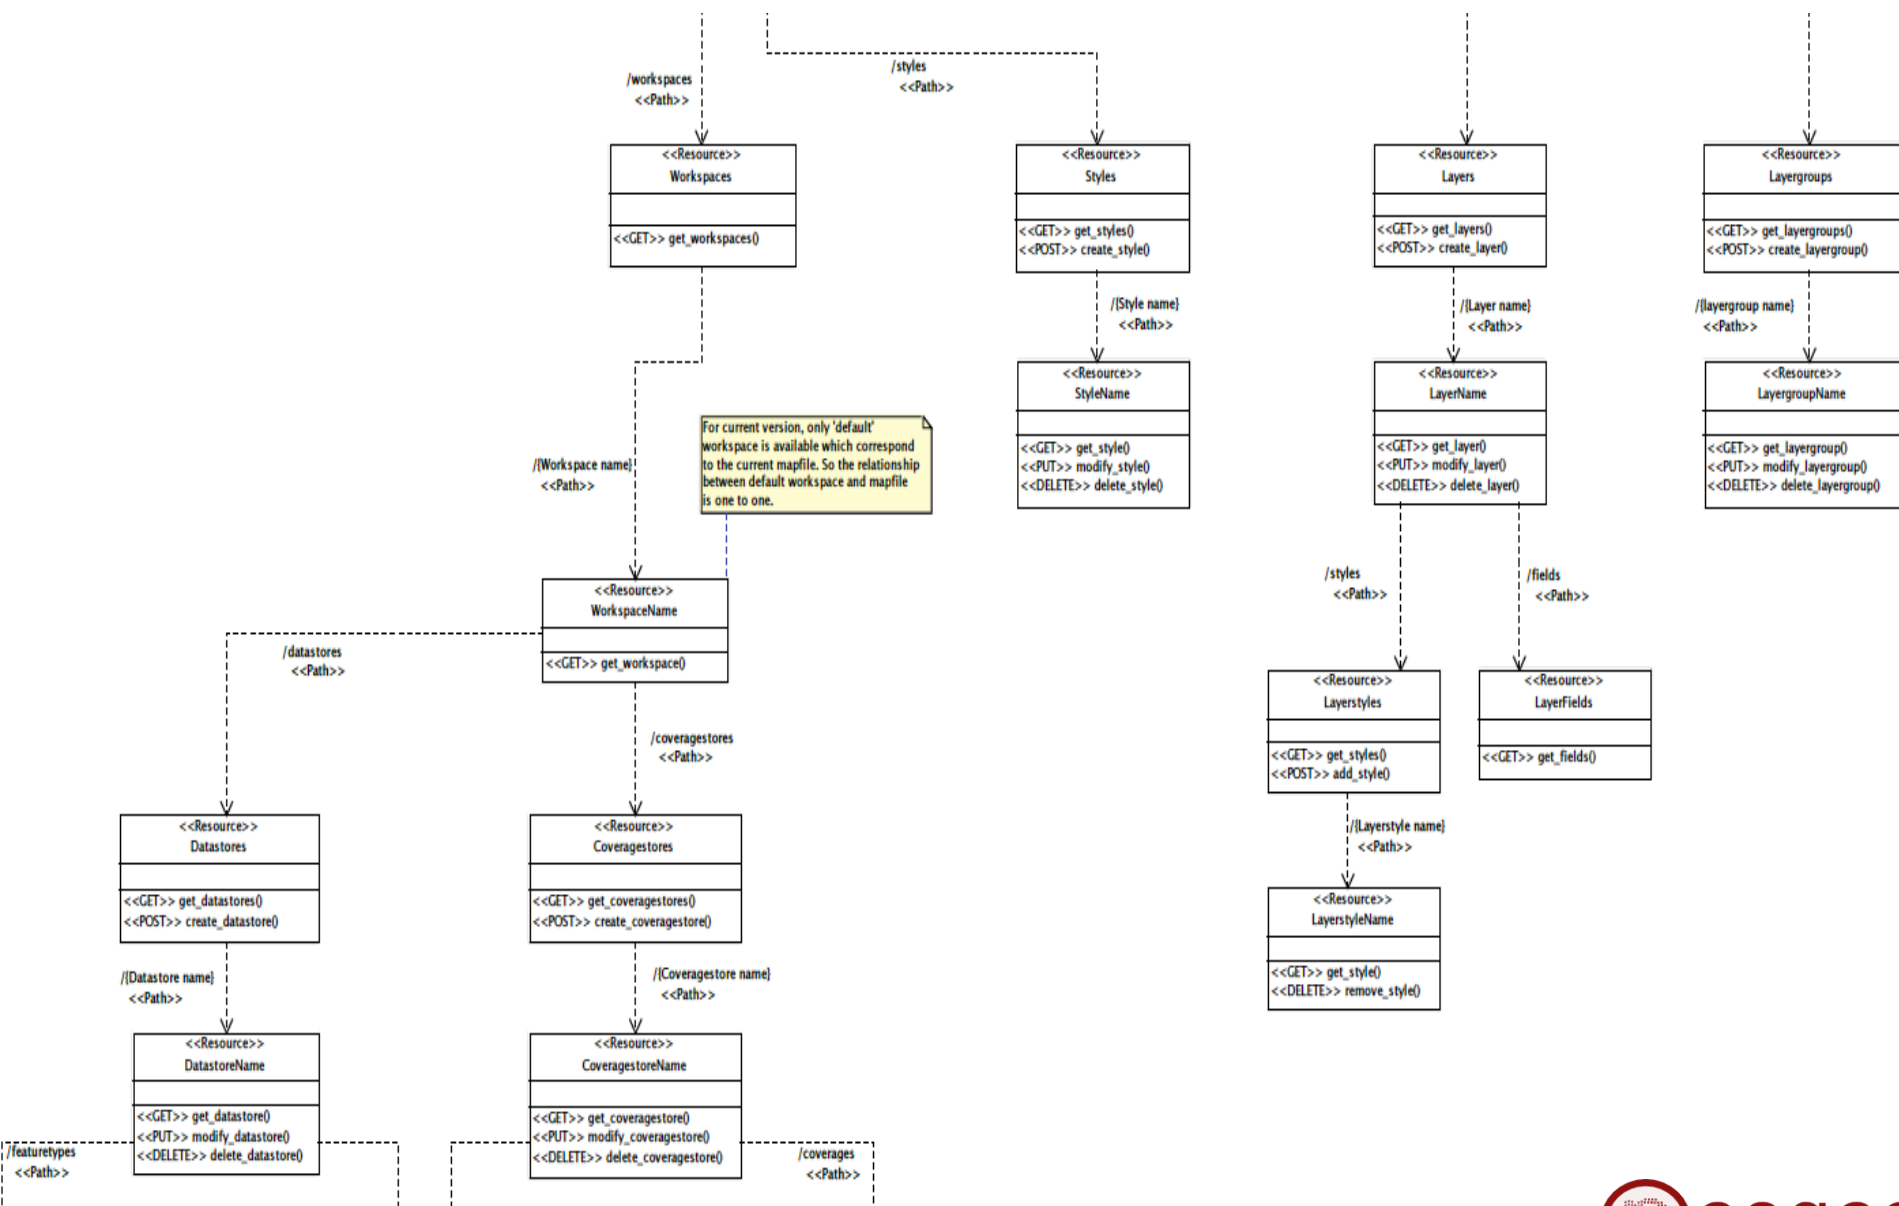 /workspaces
<<Path>>
/styles
<<Path>>
<<Resource>>
Workspaces
<<GET>> get_workspaces()
<<Resource>>
Styles
<<GET>> get_styles()
<<POST>> create_style()
<<Resource>>
Layers
<<GET>> get_layers()
<<POST>> create_layer()
<<Resource>>
Layergroups
<<GET>> get_layergroups()
<<POST>> create_layergroup()
/{Style name}
<<Path>>
/{Layer name}
<<Path>>
/{layergroup name}
<<Path>>
<<Resource>>
StyleName
<<GET>> get_style()
<<PUT>> modify_style()
<<DELETE>> delete_style()
<<Resource>>
LayerName
<<GET>> get_layer()
<<PUT>> modify_layer()
<<DELETE>> delete_layer()
<<Resource>>
LayergroupName
<<GET>> get_layergroup()
<<PUT>> modify_layergroup()
<<DELETE>> delete_layergroup()
For current version, only 'default'
workspace is available which correspond
to the current mapfile. So the relationship
between default workspace and mapfile
is one to one.
/{Workspace name}
<<Path>>
<<Resource>>
WorkspaceName
<<GET>> get_workspace()
/styles
<<Path>>
/fields
<<Path>>
/datastores
<<Path>>
/coveragestores
<<Path>>
<<Resource>>
Layerstyles
<<GET>> get_styles()
<<POST>> add_style()
<<Resource>>
LayerFields
<<GET>> get_fields()
<<Resource>>
Datastores
<<GET>> get_datastores()
<<POST>> create_datastore()
<<Resource>>
Coveragestores
<<GET>> get_coveragestores()
<<POST>> create_coveragestore()
/{Layerstyle name}
<<Path>>
<<Resource>>
LayerstyleName
<<GET>> get_style()
<<DELETE>> remove_style()
/{Datastore name}
<<Path>>
/{Coveragestore name}
<<Path>>
<<Resource>>
DatastoreName
<<GET>> get_datastore()
<<PUT>> modify_datastore()
<<DELETE>> delete_datastore()
<<Resource>>
CoveragestoreName
<<GET>> get_coveragestore()
<<PUT>> modify_coveragestore()
<<DELETE>> delete_coveragestore()
/featuretypes
<<Path>>
/coverages
<<Path>>